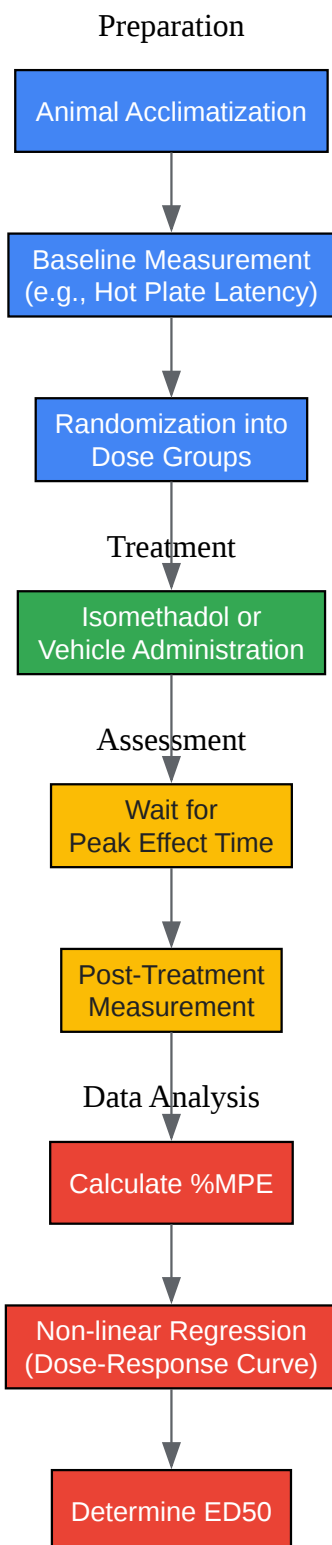 Preparation
Animal Acclimatization
Baseline Measurement
(e.g., Hot Plate Latency)
Randomization into
Dose Groups
Treatment
Isomethadol or
Vehicle Administration
Assessment
Wait for
Peak Effect Time
Post-Treatment
Measurement
Data Analysis
Calculate %MPE
Non-linear Regression
(Dose-Response Curve)
Determine ED50